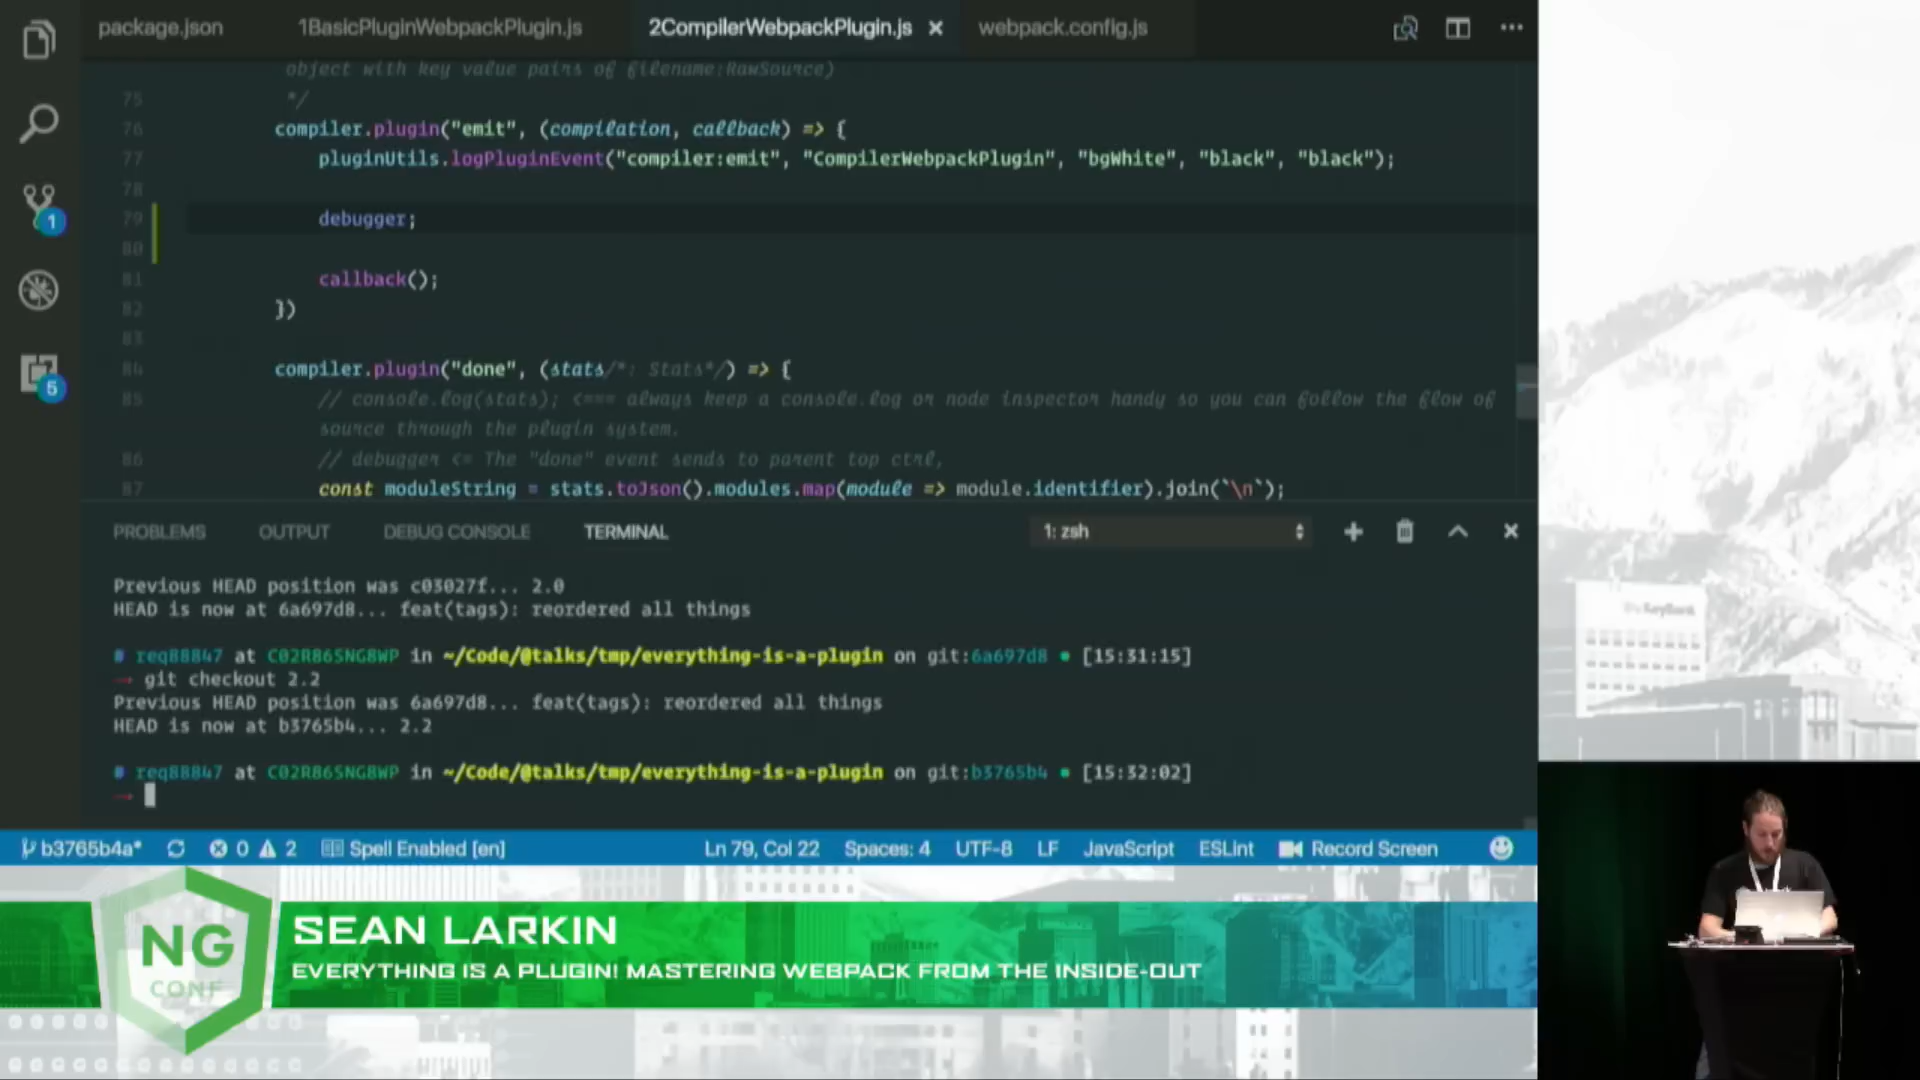 package.json 1BasicPluginWebpackPlugin.js 2CompilerWebpackPlugin.js webpack.config.js
object with key value pairs of filename:RawSource)
75 */
76 compiler.plugin("emit", (compilation, callback) => {
77 pluginUtils.logPluginEvent("compiler:emit", "CompilerWebpackPlugin", "bgWhite", "black", "black");
78
79 debugger;
80
81 callback();
82 })
83
84 compiler.plugin("done", (stats/*: Stats*/) => {
85 // console.log(stats); <=== always keep a console.log or node inspector handy so you can follow the flow of
source through the plugin system.
86 // debugger <= The "done" event sends to parent top ctrl,
87 const moduleString = stats.toJson().modules.map(module => module.identifier).join(`\n`);
1
5
PROBLEMS OUTPUT DEBUG CONSOLE TERMINAL 1: zsh
Previous HEAD position was c03027f... 2.0
HEAD is now at 6a697d8... feat(tags): reordered all things
# req88847 at C02R865NG8WP in ~/Code/@talks/tmp/everything-is-a-plugin on git:6a697d8 [15:31:15]
→ git checkout 2.2
Previous HEAD position was 6a697d8... feat(tags): reordered all things
HEAD is now at b3765b4... 2.2
# req88847 at C02R865NG8WP in ~/Code/@talks/tmp/everything-is-a-plugin on git:b3765b4 [15:32:02]
→
b3765b4a* 0 2 Spell Enabled [en] Ln 79, Col 22 Spaces: 4 UTF-8 LF JavaScript ESLint Record Screen
NG
CONF
SEAN LARKIN
EVERYTHING IS A PLUGIN! MASTERING WEBPACK FROM THE INSIDE-OUT
KeyBank